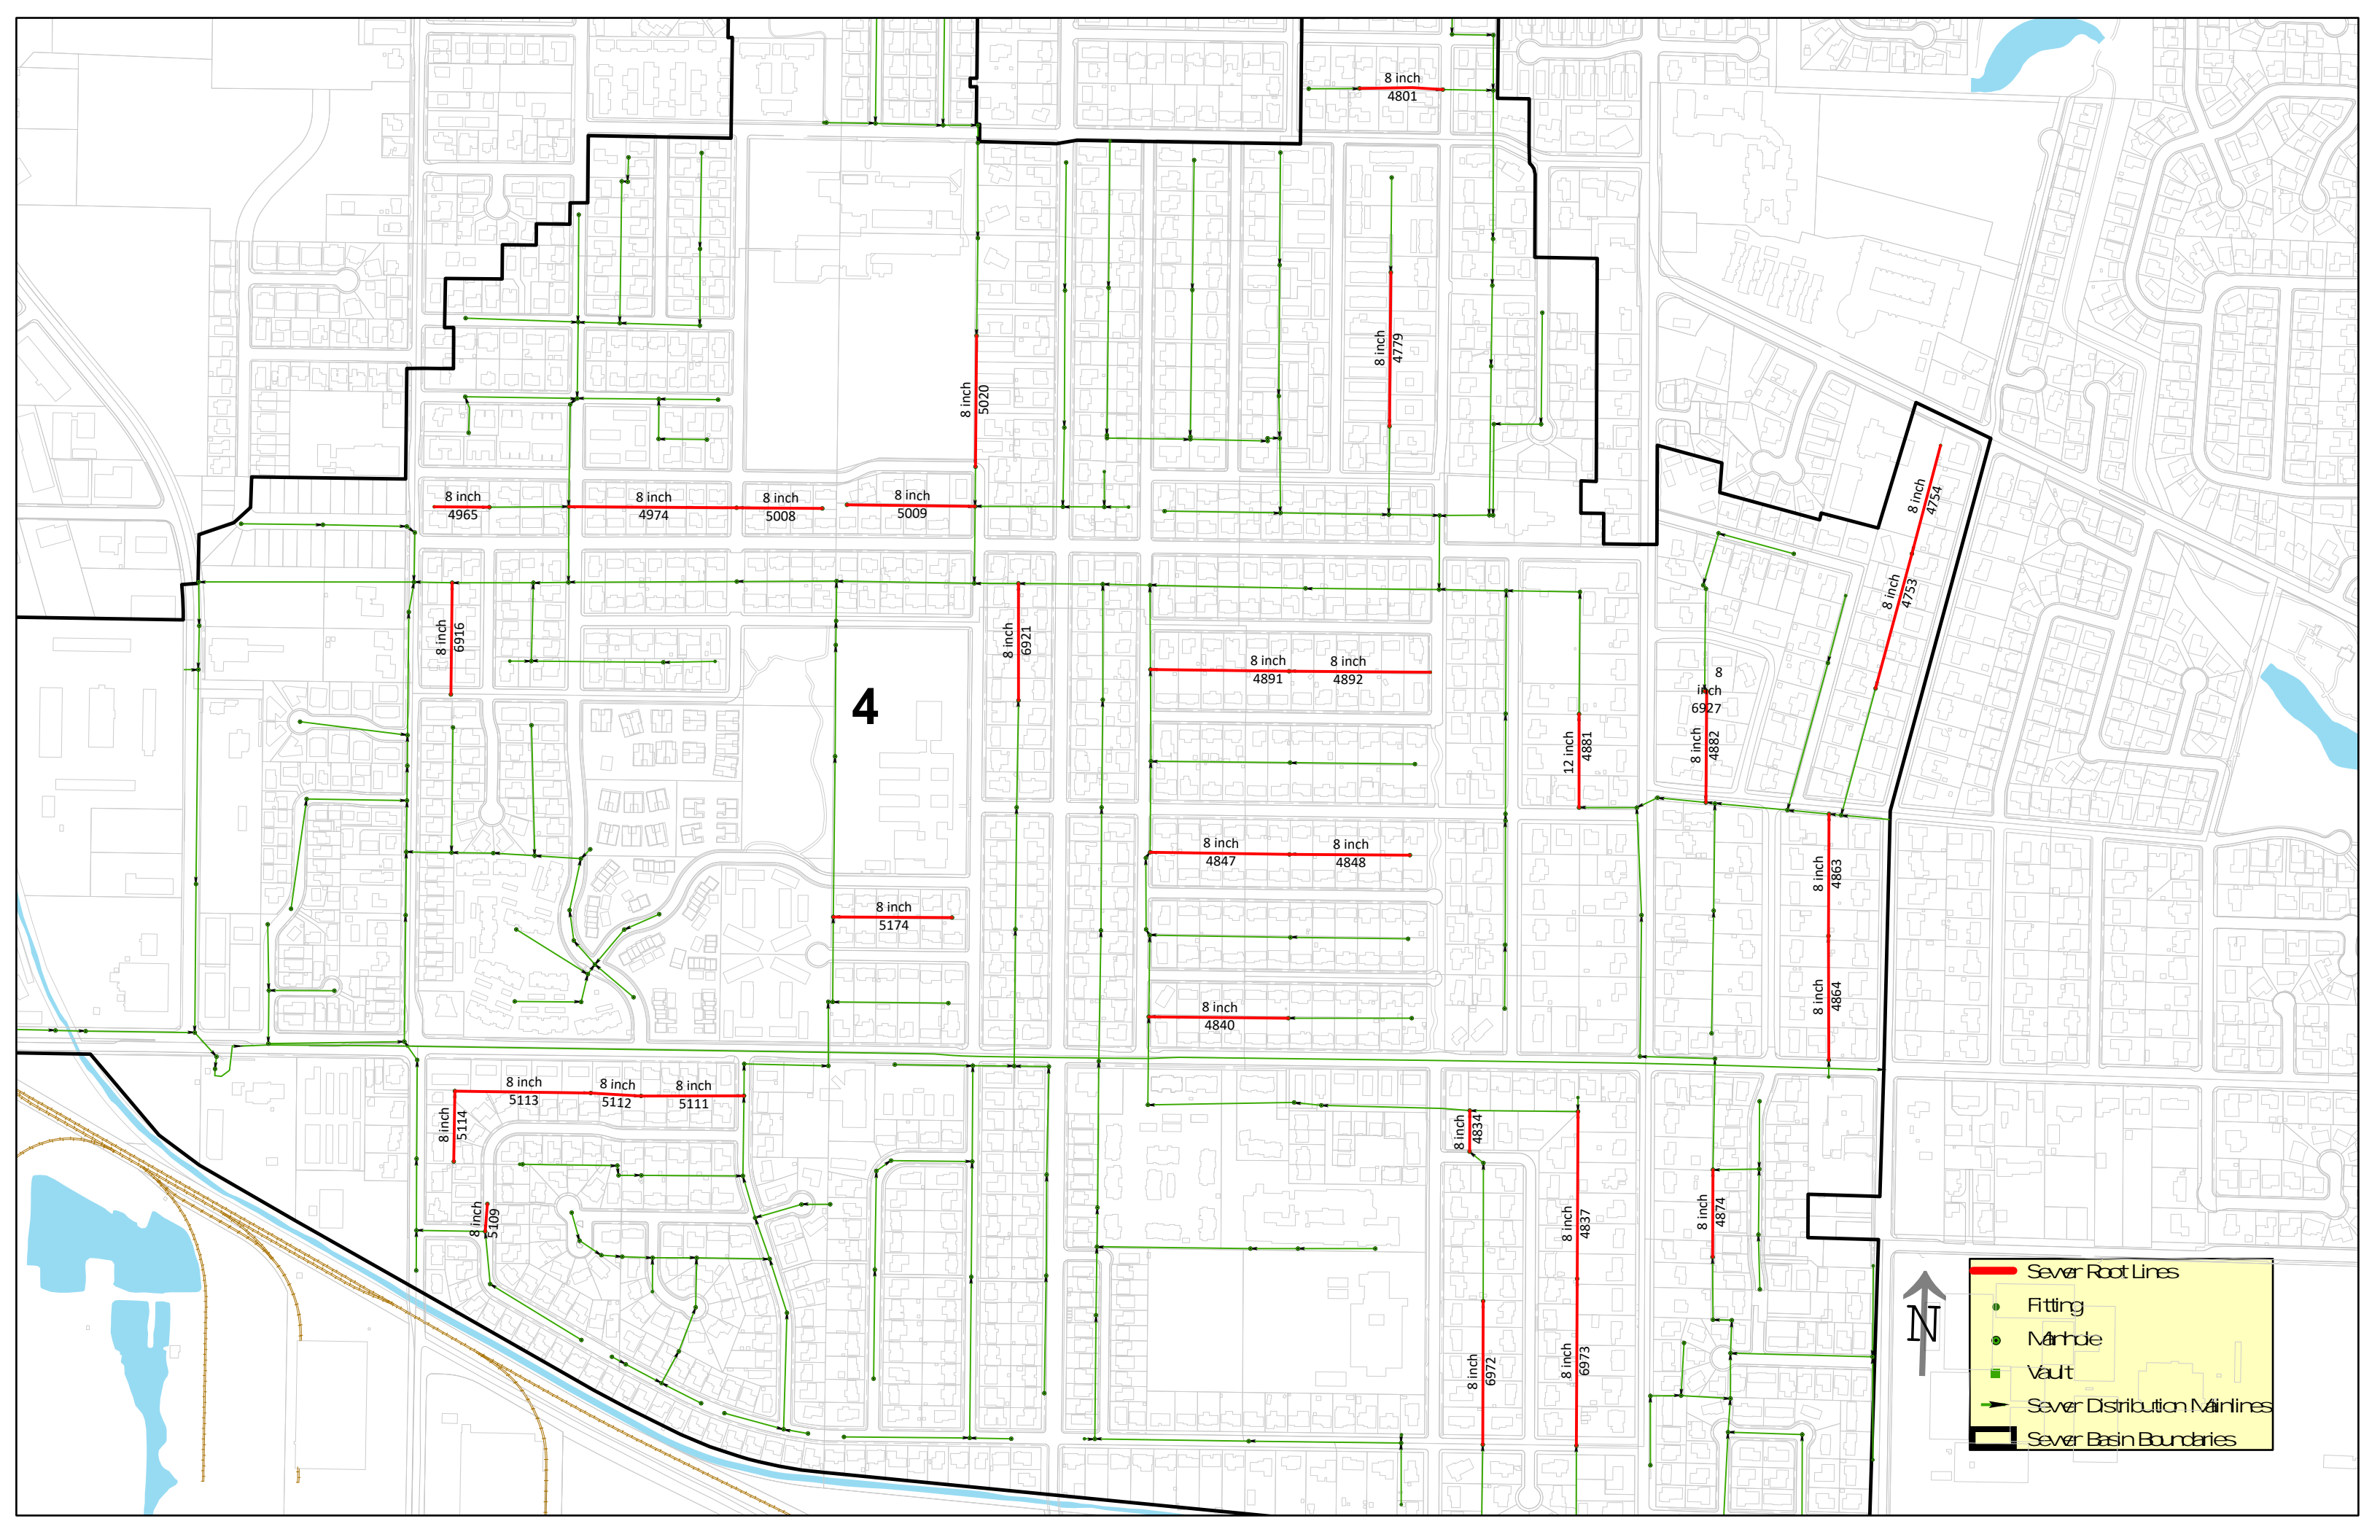 8 inch
4801
8 inch
4779
8 inch
5020
8 inch
4754
8 inch
4965
8 inch
4974
8 inch
5008
8 inch
5009
8 inch
4753
8 inch
6916
8 inch
6921
8 inch
4891
8 inch
4892
4
8
inch
6927
12 inch
4881
8 inch
4882
8 inch
4847
8 inch
4848
8 inch
4863
8 inch
5174
8 inch
4864
8 inch
4840
8 inch
5113
8 inch
5112
8 inch
5111
8 inch
5114
8 inch
4834
8 inch
5109
8 inch
4837
8 inch
4874
8 inch
6972
8 inch
6973
N
Sewer Root Lines
Fitting
Manhole
Vault
Sewer Distribution Mainlines
Sewer Basin Boundaries